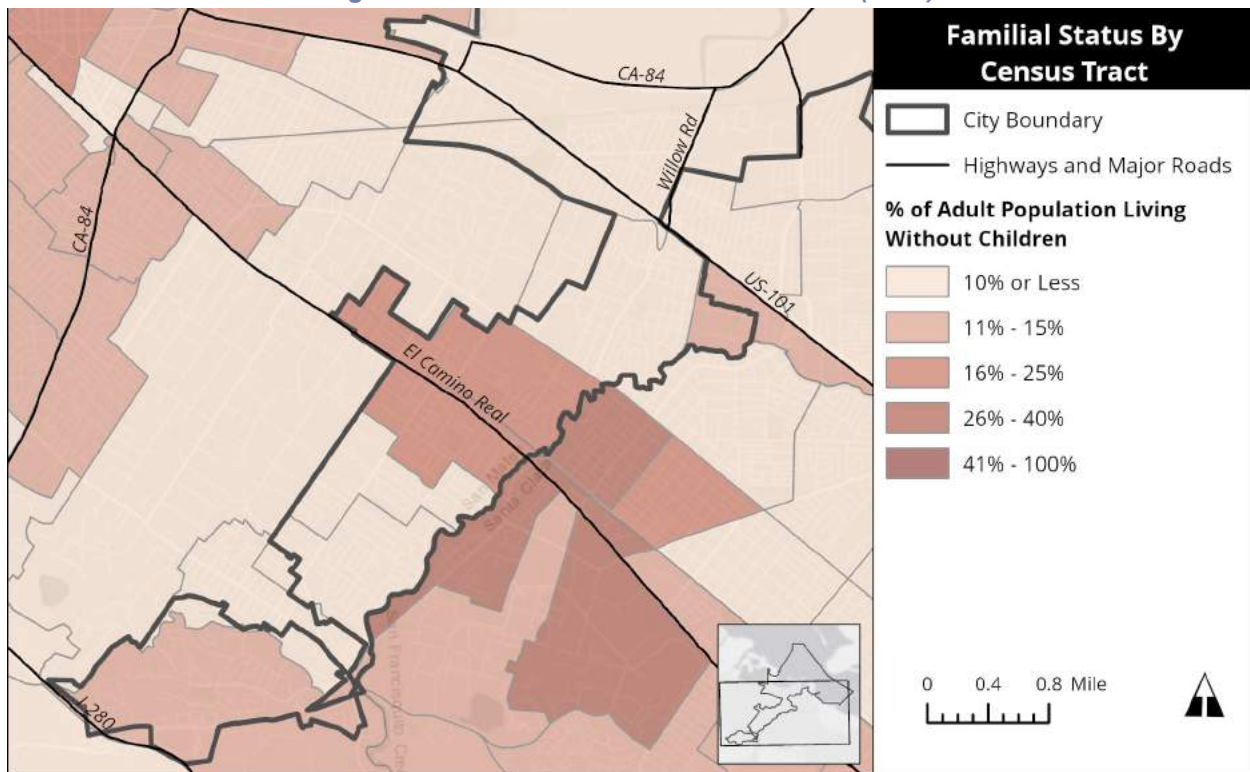 Familial Status By
Census Tract
City Boundary
Highways and Major Roads
% of Adult Population Living
Without Children
10% or Less
11% - 15%
16% - 25%
26% - 40%
41% - 100%
0 0.4 0.8 Mile
CA-84
Willow Rd
CA-84
US-101
El Camino Real
San Mateo
Santa Clara
I-280
San Francisquito